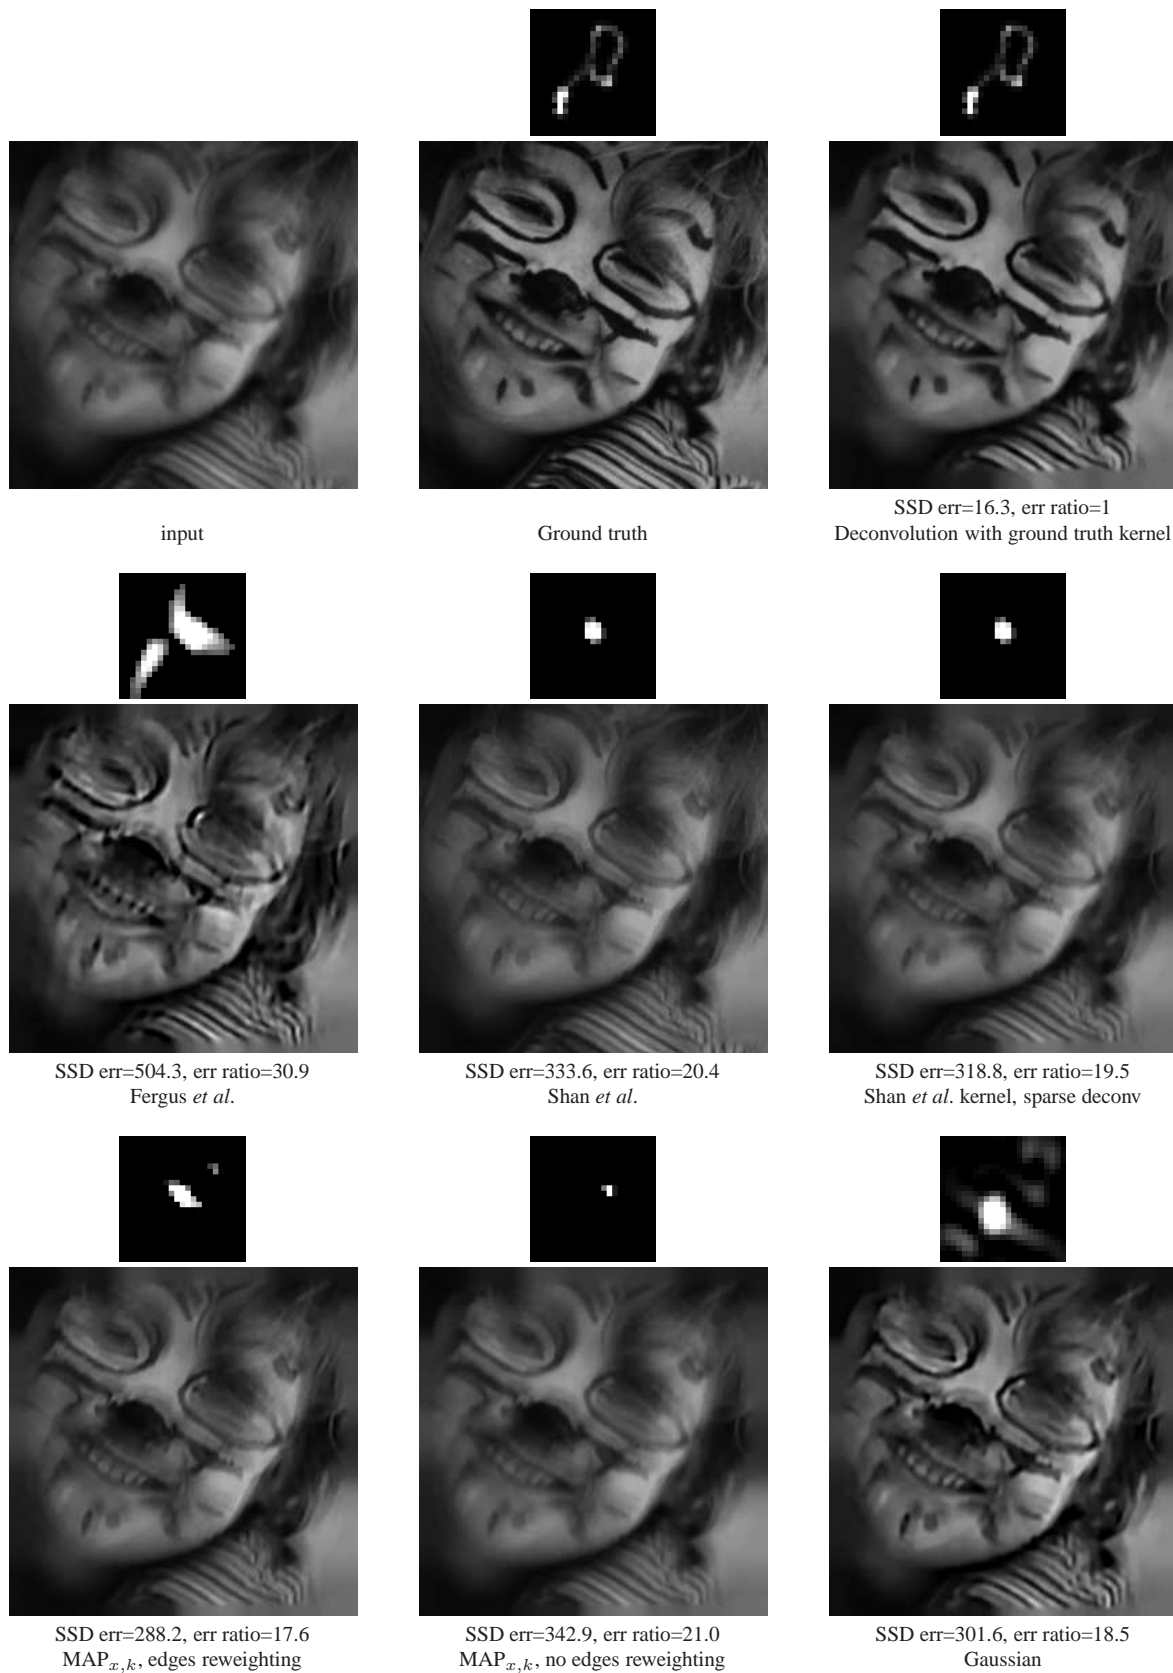 SSD err=16.3, err ratio=1
input
Ground truth
Deconvolution with ground truth kernel
SSD err=504.3, err ratio=30.9
Fergus et al.
SSD err=333.6, err ratio=20.4
Shan et al.
SSD err=318.8, err ratio=19.5
Shan et al. kernel, sparse deconv
SSD err=288.2, err ratio=17.6
MAPx,k, edges reweighting
SSD err=342.9, err ratio=21.0
MAPx,k, no edges reweighting
SSD err=301.6, err ratio=18.5
Gaussian